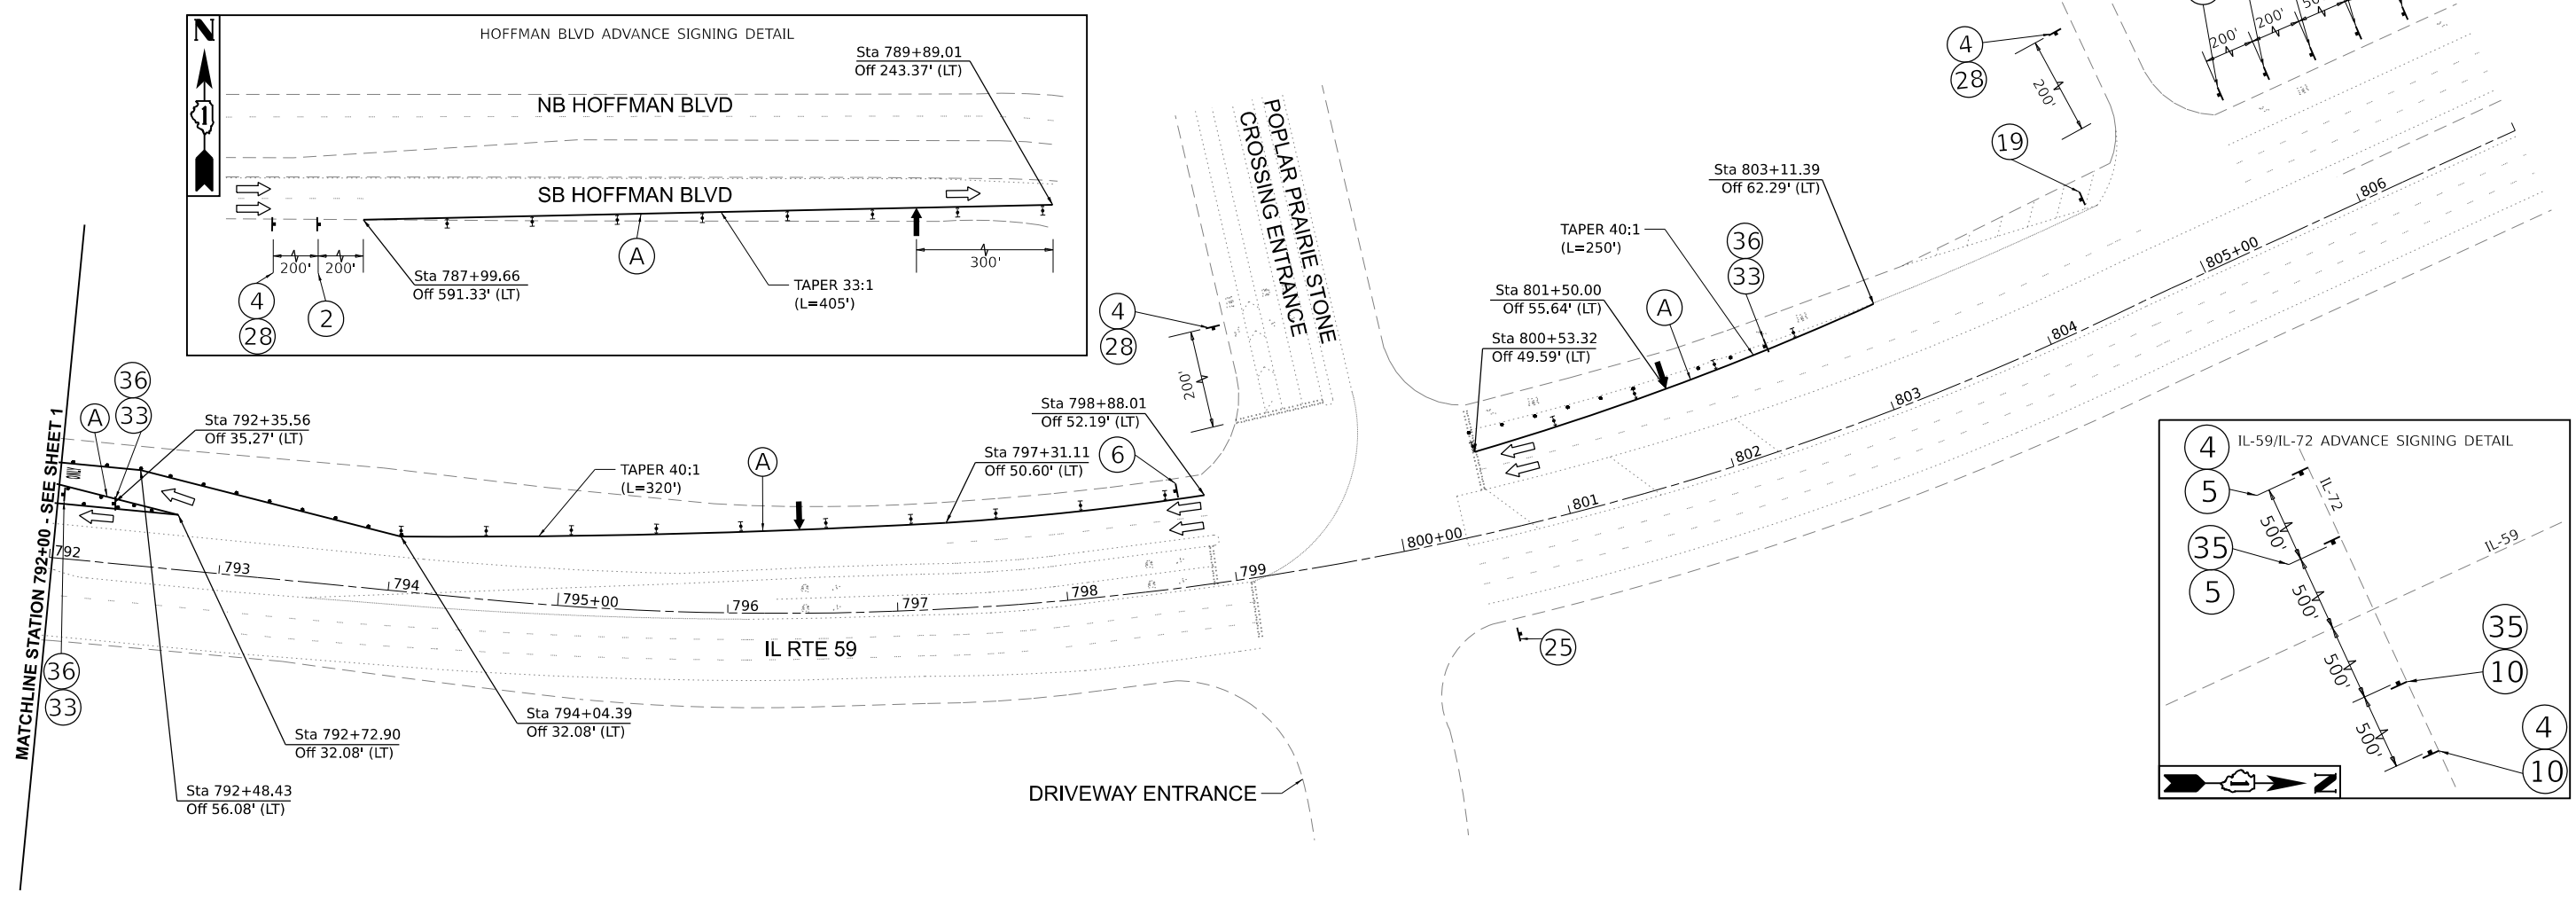 N
1
HOFFMAN BLVD ADVANCE SIGNING DETAIL
Sta 789+89.01
Off 243.37' (LT)
NB HOFFMAN BLVD
SB HOFFMAN BLVD
200'
200'
A
300'
Sta 787+99.66
Off 591.33' (LT)
TAPER 33:1
(L=405')
4
28
2
POPLAR PRAIRIE STONE
CROSSING ENTRANCE
4
28
200'
4
28
200'
19
200'
200'
Sta 803+11.39
Off 62.29' (LT)
TAPER 40:1
(L=250')
36
33
Sta 801+50.00
Off 55.64' (LT)
A
Sta 800+53.32
Off 49.59' (LT)
MATCHLINE STATION 792+00 - SEE SHEET 1
36
33
A
Sta 792+35.56
Off 35.27' (LT)
TAPER 40:1
(L=320')
A
Sta 798+88.01
Off 52.19' (LT)
Sta 797+31.11
Off 50.60' (LT)
6
792
793
794
795+00
796
797
798
799
800+00
801
802
803
804
805+00
806
IL RTE 59
25
36
33
Sta 794+04.39
Off 32.08' (LT)
Sta 792+72.90
Off 32.08' (LT)
Sta 792+48.43
Off 56.08' (LT)
DRIVEWAY ENTRANCE
IL-59/IL-72 ADVANCE SIGNING DETAIL
4
5
IL-72
500'
35
5
IL-59
500'
35
10
500'
4
10
500'
1
N